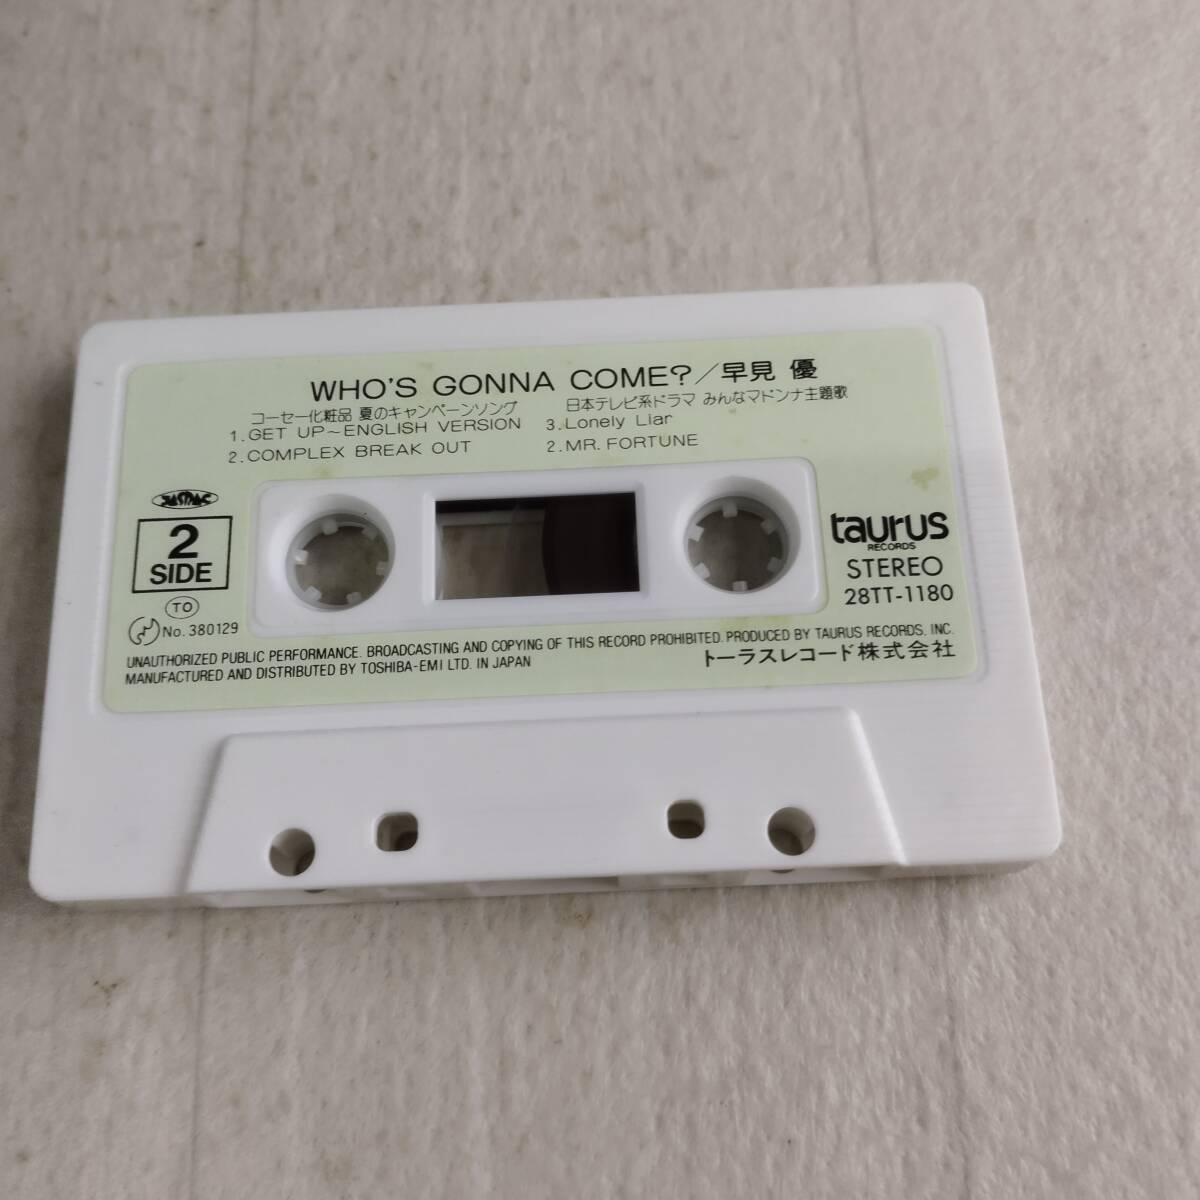 WHO'S GONNA COME?／早見 優
コーセー化粧品 夏のキャンペーンソング
1. GET UP～ENGLISH VERSION
2. COMPLEX BREAK OUT
日本テレビ系ドラマ みんなマドンナ主題歌
3. Lonely Liar
2. MR. FORTUNE
JASRAC
2
SIDE
TO
No. 380129
taurus
RECORDS
STEREO
28TT-1180
UNAUTHORIZED PUBLIC PERFORMANCE. BROADCASTING AND COPYING OF THIS RECORD PROHIBITED. PRODUCED BY TAURUS RECORDS, INC.
MANUFACTURED AND DISTRIBUTED BY TOSHIBA-EMI LTD. IN JAPAN
トーラスレコード株式会社